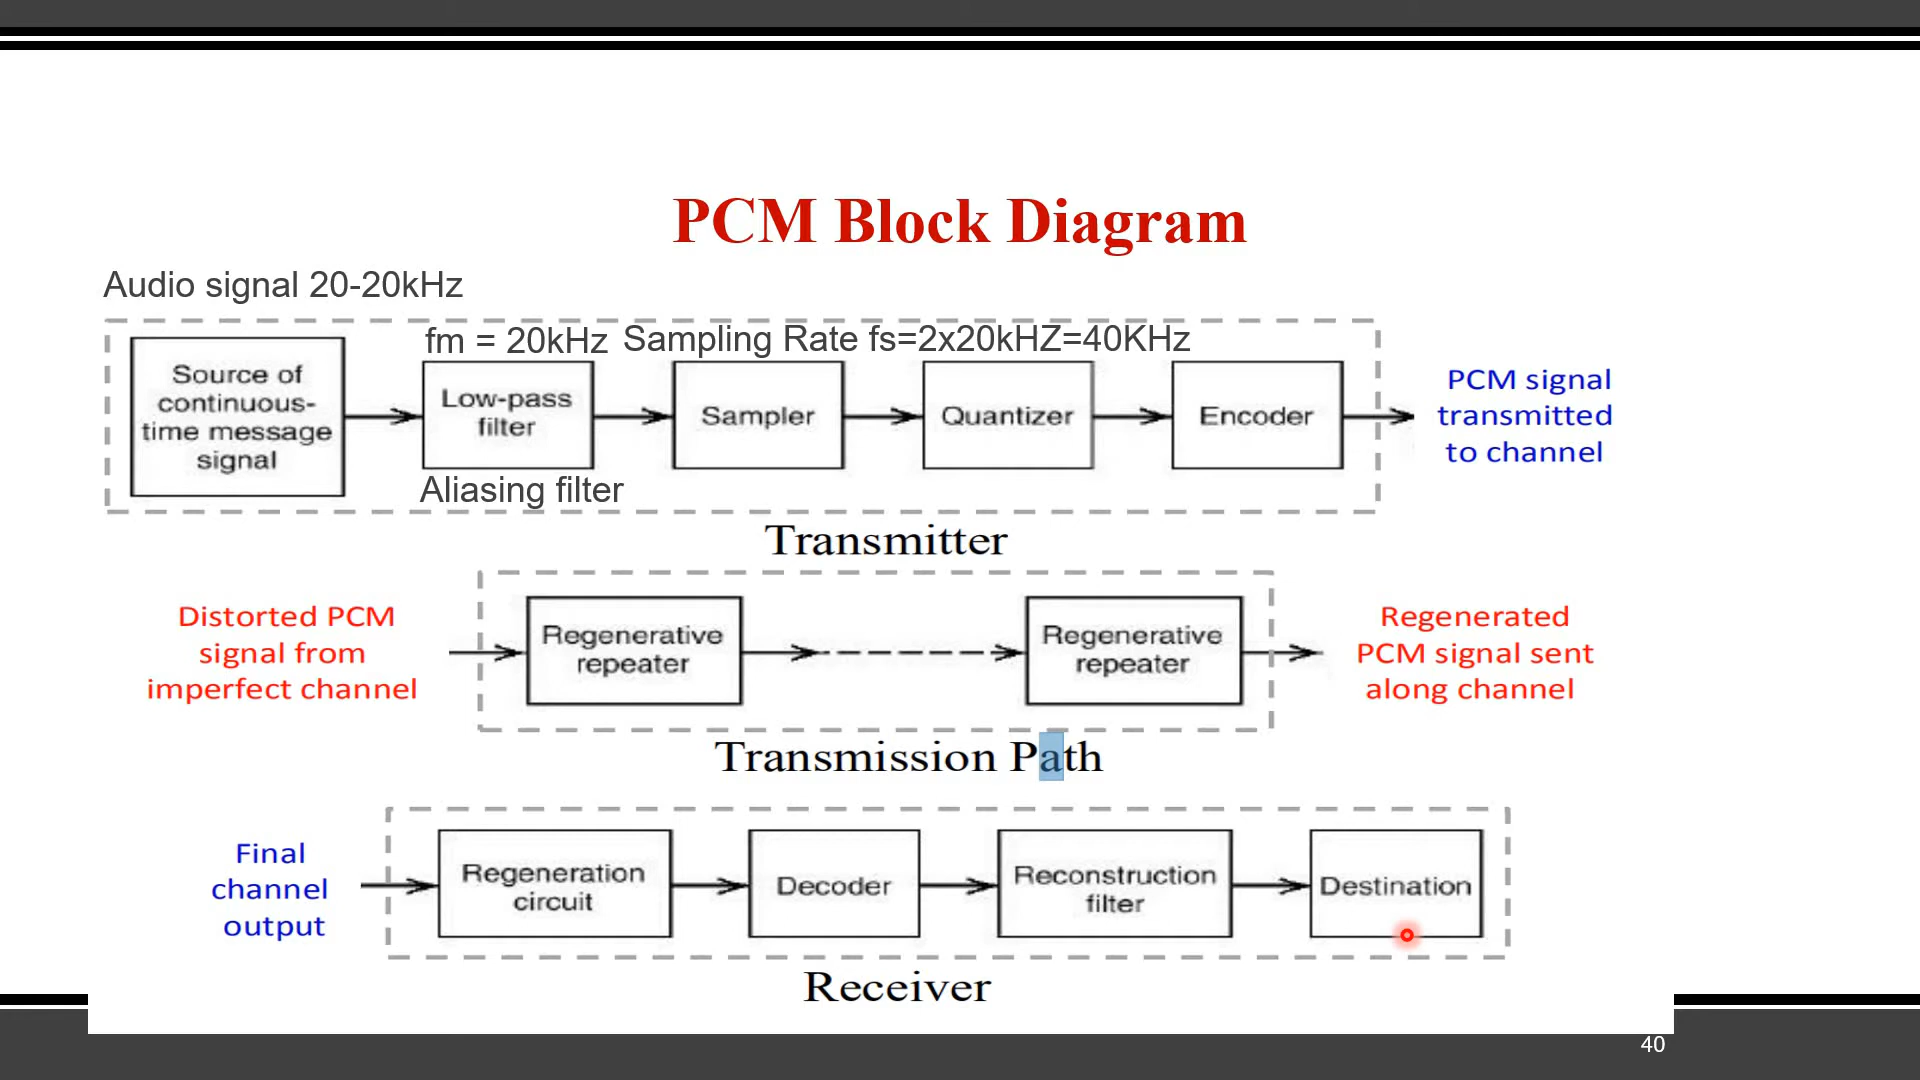 PCM Block Diagram
Audio signal 20-20kHz
fm = 20kHz
Sampling Rate fs=2x20kHZ=40KHz
Source of
continuous-
time message
signal
Low-pass
filter
Sampler
Quantizer
Encoder
PCM signal
transmitted
to channel
Aliasing filter
Transmitter
Distorted PCM
signal from
imperfect channel
Regenerative
repeater
Regenerative
repeater
Regenerated
PCM signal sent
along channel
Transmission Path
Final
channel
output
Regeneration
circuit
Decoder
Reconstruction
filter
Destination
Receiver
40